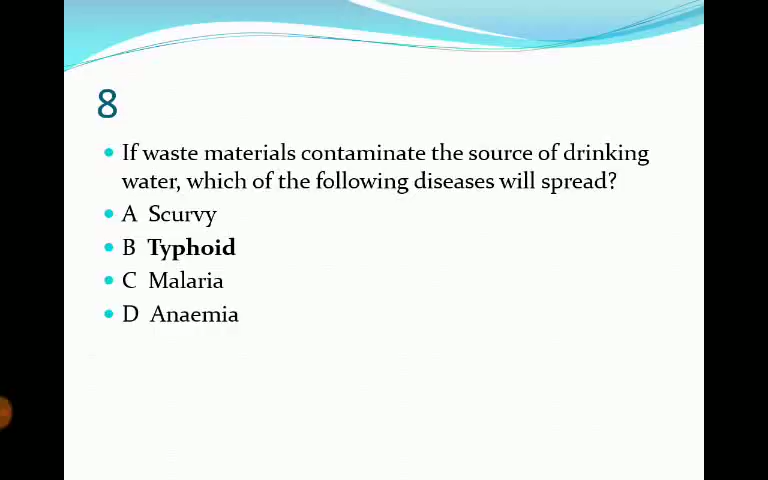 8
If waste materials contaminate the source of drinking
water, which of the following diseases will spread?
A Scurvy
B Typhoid
C Malaria
D Anaemia